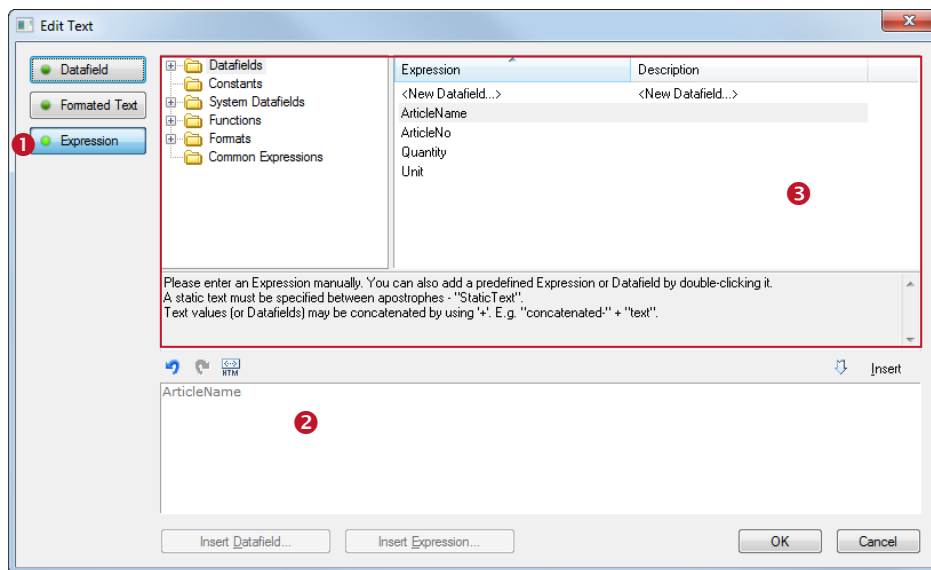 Edit Text
x
Datafield
Formated Text
1 Expression
Datafields
Constants
System Datafields
Functions
Formats
Common Expressions
Expression Description
<New Datafield...> <New Datafield...>
ArticleName
ArticleNo
Quantity
Unit
3
Please enter an Expression manually. You can also add a predefined Expression or Datafield by double-clicking it.
A static text must be specified between apostrophes - "StaticText".
Text values (or Datafields) may be concatenated by using '+'. E.g. "concatenated-" + "text".
HTM
Insert
ArticleName
2
Insert Datafield... Insert Expression... OK Cancel